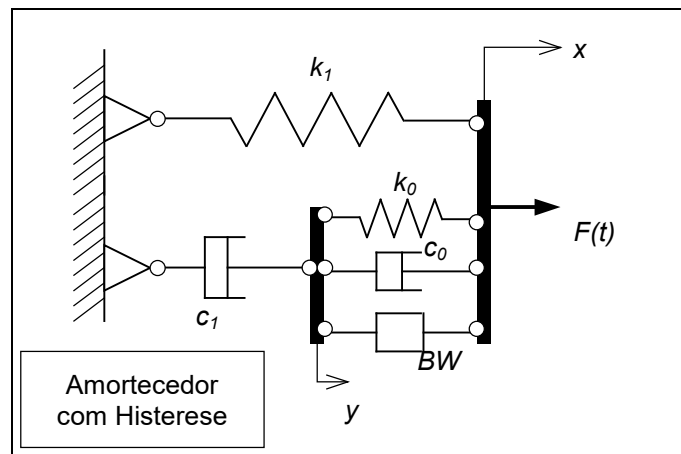 x
k₁
k₀
F(t)
c₀
c₁
BW
Amortecedor
com Histerese
y